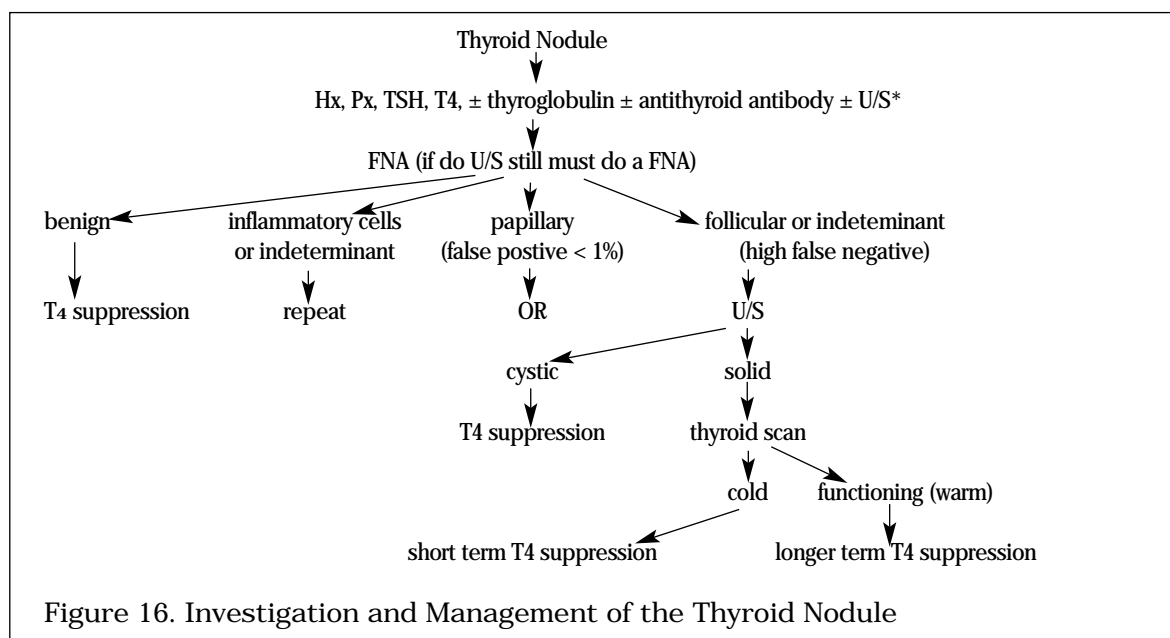 Thyroid Nodule
Hx, Px, TSH, T4, ± thyroglobulin ± antithyroid antibody ± U/S*
FNA (if do U/S still must do a FNA)
benign
inflammatory cells
or indeterminant
papillary
(false postive < 1%)
follicular or indeteminant
(high false negative)
T4 suppression
repeat
OR
U/S
cystic
solid
T4 suppression
thyroid scan
cold
functioning (warm)
short term T4 suppression
longer term T4 suppression
Figure 16. Investigation and Management of the Thyroid Nodule